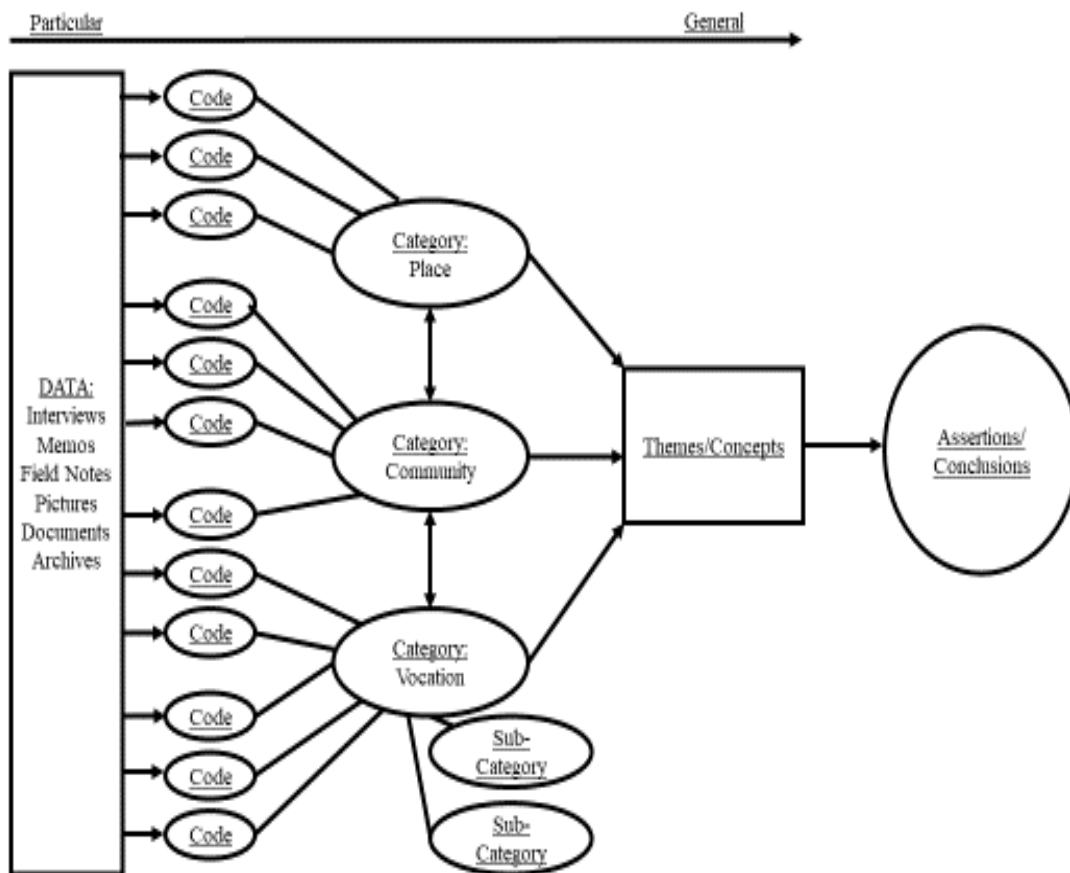 Particular
General
DATA:
Interviews
Memos
Field Notes
Pictures
Documents
Archives
Code
Code
Code
Code
Code
Code
Code
Code
Code
Code
Code
Code
Category:
Place
Category:
Community
Category:
Vocation
Sub-
Category
Sub-
Category
Themes/Concepts
Assertions/
Conclusions